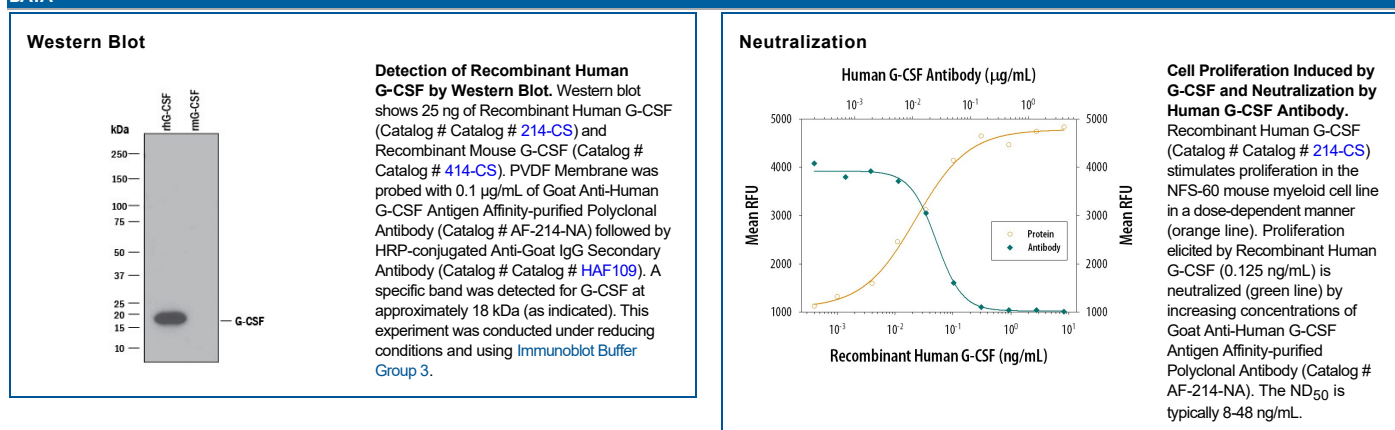 Western Blot
rhG-CSF
rmG-CSF
kDa
250
150
100
75
50
37
25
20
15
10
G-CSF
Detection of Recombinant Human
G-CSF by Western Blot. Western blot
shows 25 ng of Recombinant Human G-CSF
(Catalog # Catalog # 214-CS) and
Recombinant Mouse G-CSF (Catalog #
Catalog # 414-CS). PVDF Membrane was
probed with 0.1 µg/mL of Goat Anti-Human
G-CSF Antigen Affinity-purified Polyclonal
Antibody (Catalog # AF-214-NA) followed by
HRP-conjugated Anti-Goat IgG Secondary
Antibody (Catalog # Catalog # HAF109). A
specific band was detected for G-CSF at
approximately 18 kDa (as indicated). This
experiment was conducted under reducing
conditions and using Immunoblot Buffer
Group 3.
Neutralization
Human G-CSF Antibody (µg/mL)
10⁻³ 10⁻² 10⁻¹ 10⁰
5000 5000
4000 4000
3000 3000
2000 2000
1000 1000
Mean RFU
Mean RFU
Protein
Antibody
10⁻³ 10⁻² 10⁻¹ 10⁰ 10¹
Recombinant Human G-CSF (ng/mL)
Cell Proliferation Induced by
G-CSF and Neutralization by
Human G-CSF Antibody.
Recombinant Human G-CSF
(Catalog # Catalog # 214-CS)
stimulates proliferation in the
NFS-60 mouse myeloid cell line
in a dose-dependent manner
(orange line). Proliferation
elicited by Recombinant Human
G-CSF (0.125 ng/mL) is
neutralized (green line) by
increasing concentrations of
Goat Anti-Human G-CSF
Antigen Affinity-purified
Polyclonal Antibody (Catalog #
AF-214-NA). The ND50 is
typically 8-48 ng/mL.